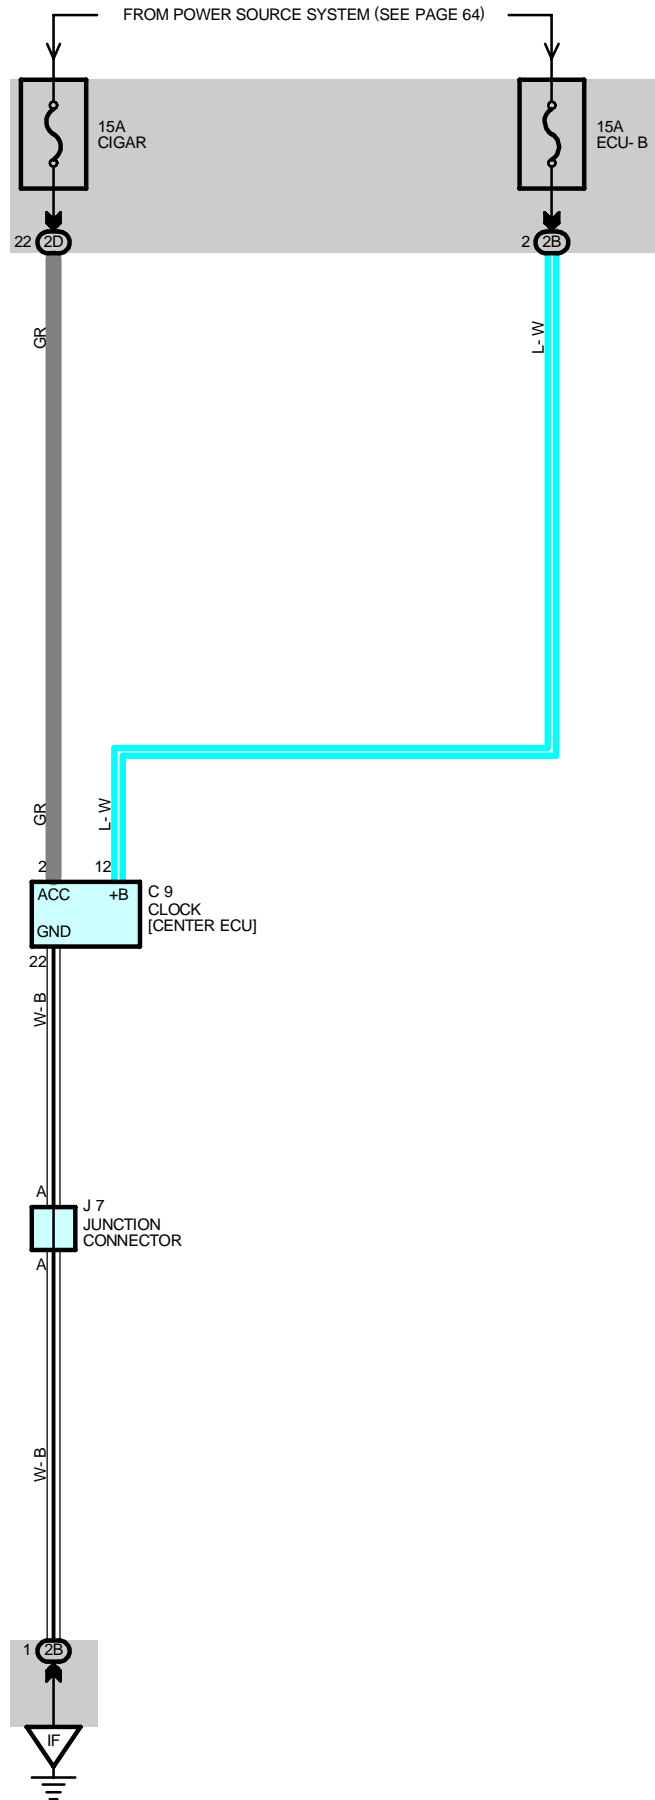 FROM POWER SOURCE SYSTEM (SEE PAGE 64)
15A
CIGAR
15A
ECU- B
22 2D
2 2B
GR
L- W
GR
L- W
2
12
ACC +B
GND
C 9
CLOCK
[CENTER ECU]
22
W- B
A
J 7
JUNCTION
CONNECTOR
A
W- B
1 2B
IF